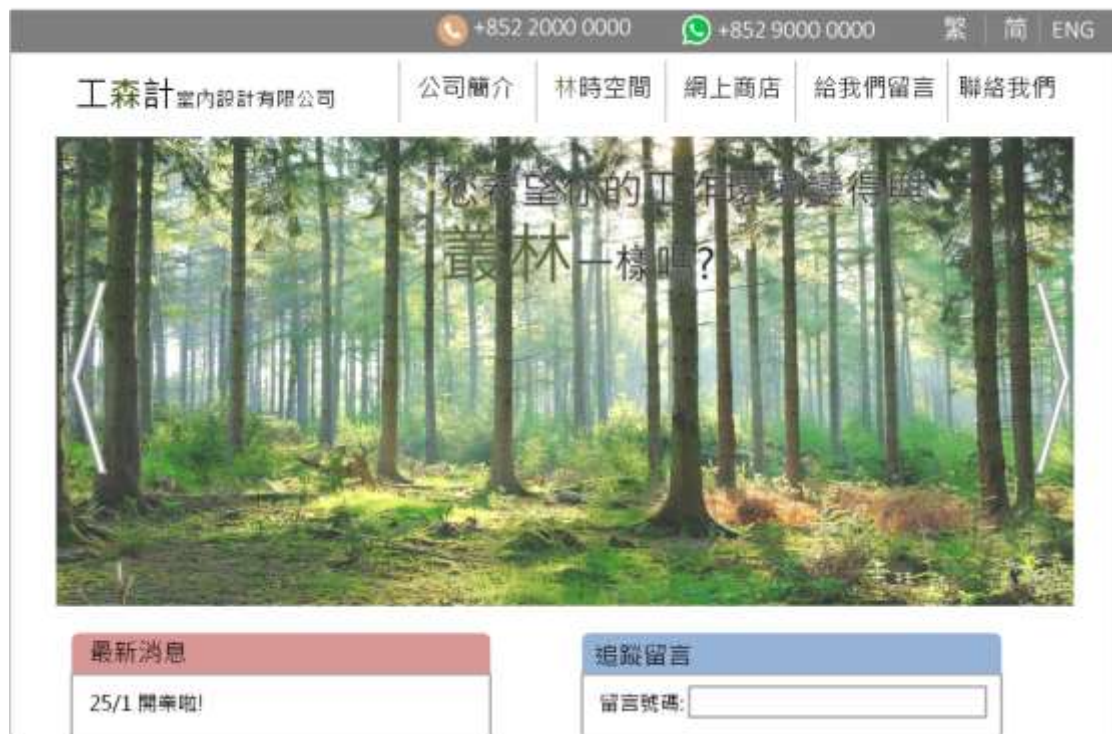 +852 2000 0000 +852 9000 0000 繁 简 ENG
工森計室内設計有限公司 公司簡介 林時空間 網上商店 給我們留言 聯絡我們
您希望你的工作環境變得與
叢林一樣嗎?
最新消息 追蹤留言
25/1 開業啦! 留言號碼: